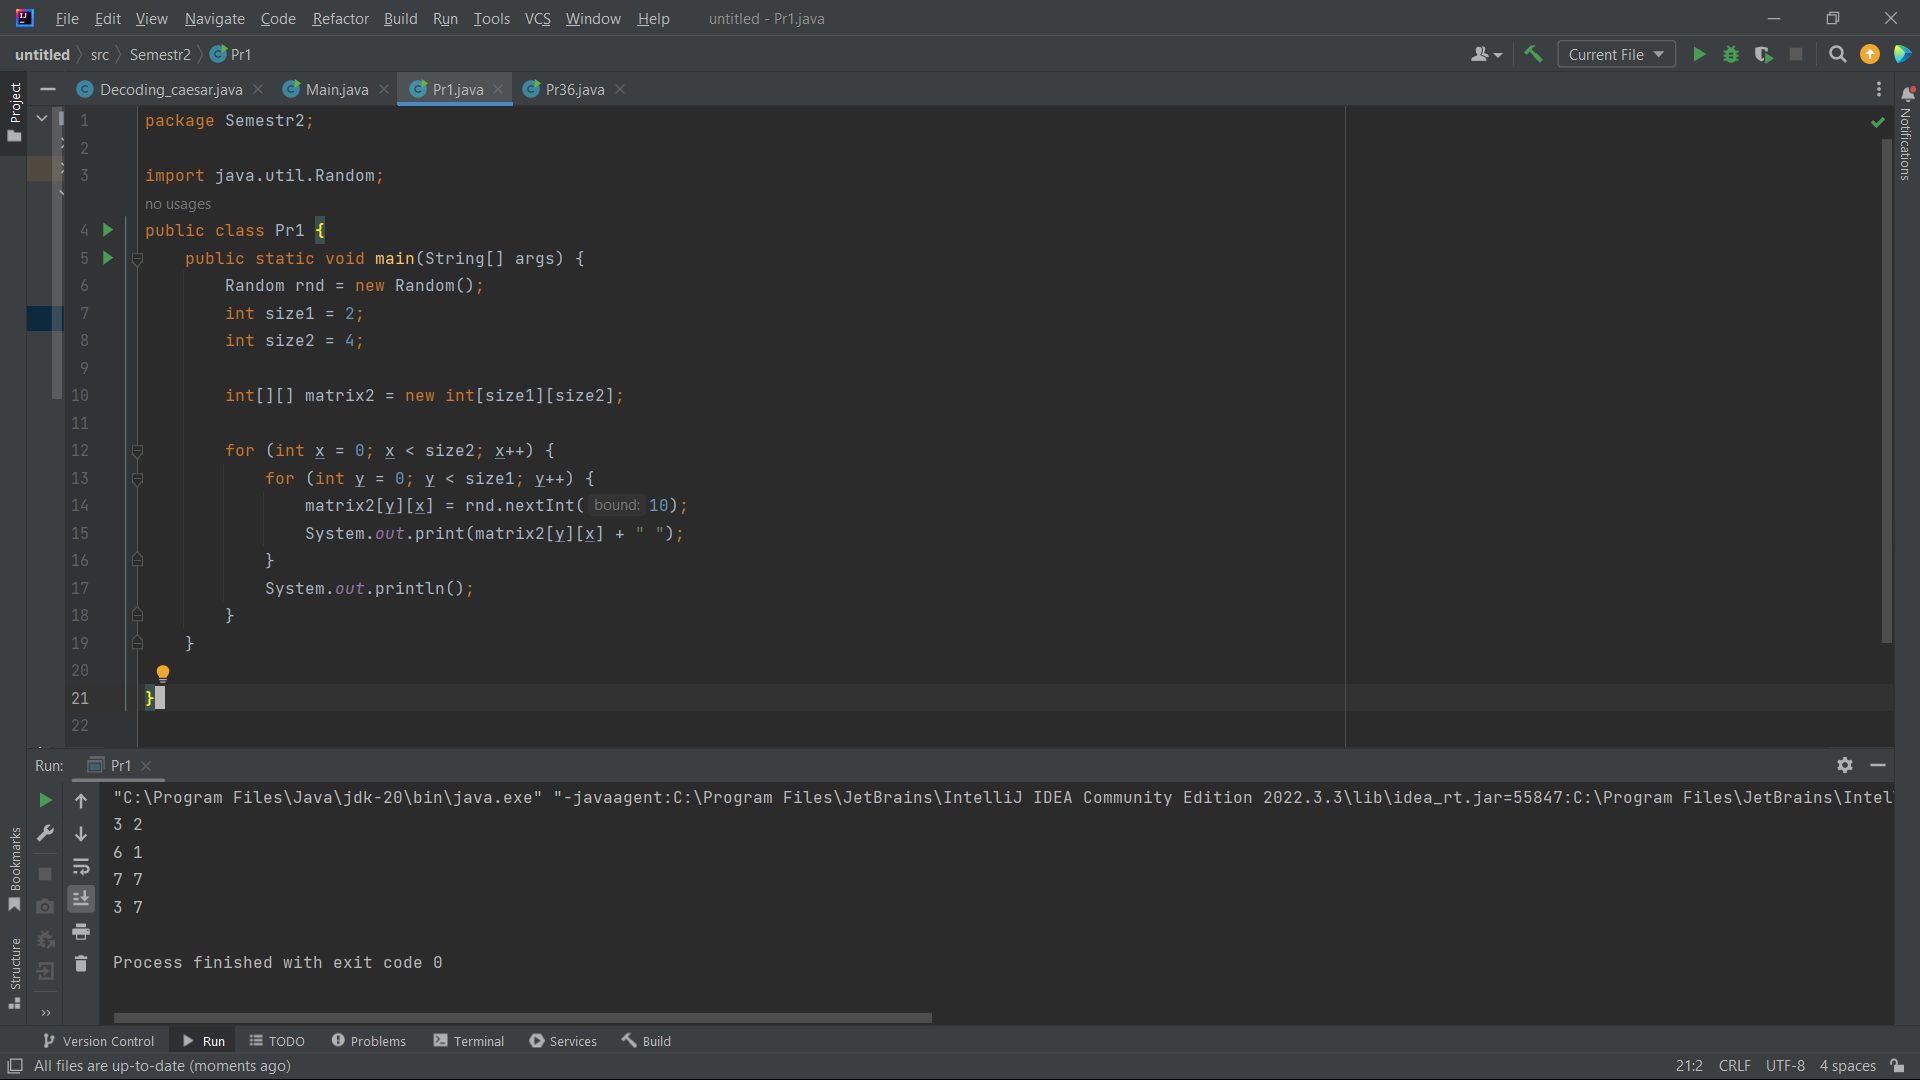 File Edit View Navigate Code Refactor Build Run Tools VCS Window Help untitled - Pr1.java
untitled src Semestr2 Pr1 Current File
Project Decoding_caesar.java Main.java Pr1.java Pr36.java
Notifications
1 package Semestr2;
2
3 import java.util.Random;
no usages
4 public class Pr1 {
5 public static void main(String[] args) {
6 Random rnd = new Random();
7 int size1 = 2;
8 int size2 = 4;
9
10 int[][] matrix2 = new int[size1][size2];
11
12 for (int x = 0; x < size2; x++) {
13 for (int y = 0; y < size1; y++) {
14 matrix2[y][x] = rnd.nextInt( bound: 10);
15 System.out.print(matrix2[y][x] + " ");
16 }
17 System.out.println();
18 }
19 }
20
21 }
22
Run: Pr1
"C:\Program Files\Java\jdk-20\bin\java.exe" "-javaagent:C:\Program Files\JetBrains\IntelliJ IDEA Community Edition 2022.3.3\lib\idea_rt.jar=55847:C:\Program Files\JetBrains\Intel
3 2
6 1
7 7
3 7
Process finished with exit code 0
Bookmarks
Structure
Version Control Run TODO Problems Terminal Services Build
All files are up-to-date (moments ago) 21:2 CRLF UTF-8 4 spaces